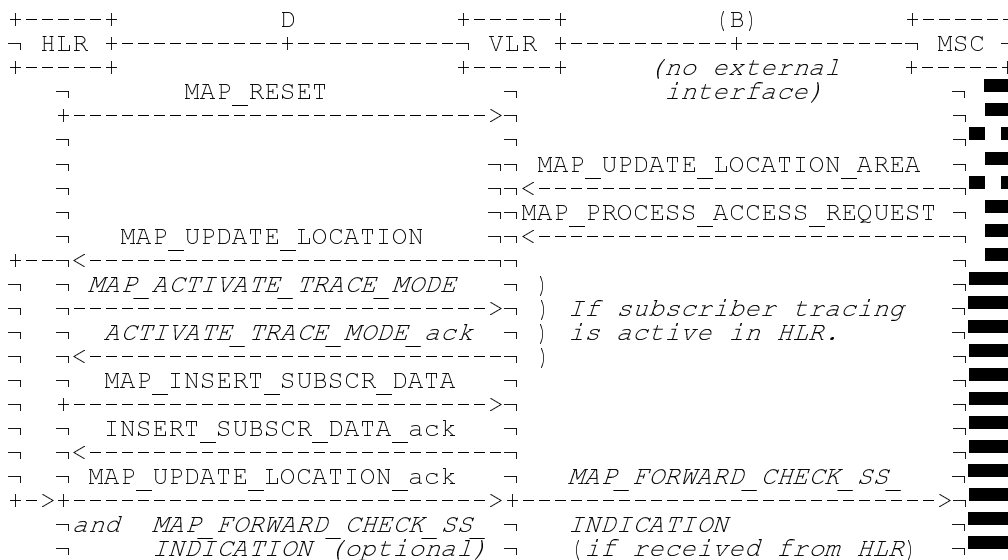 D (B)
HLR VLR MSC
(no external
MAP_RESET interface)
MAP_UPDATE_LOCATION_AREA
MAP_PROCESS_ACCESS_REQUEST
MAP_UPDATE_LOCATION
MAP_ACTIVATE_TRACE_MODE )
) If subscriber tracing
ACTIVATE_TRACE_MODE_ack ) is active in HLR.
)
MAP_INSERT_SUBSCR_DATA
INSERT_SUBSCR_DATA_ack
MAP_UPDATE_LOCATION_ack MAP_FORWARD_CHECK_SS_
and MAP_FORWARD_CHECK_SS_ INDICATION
INDICATION (optional) (if received from HLR)